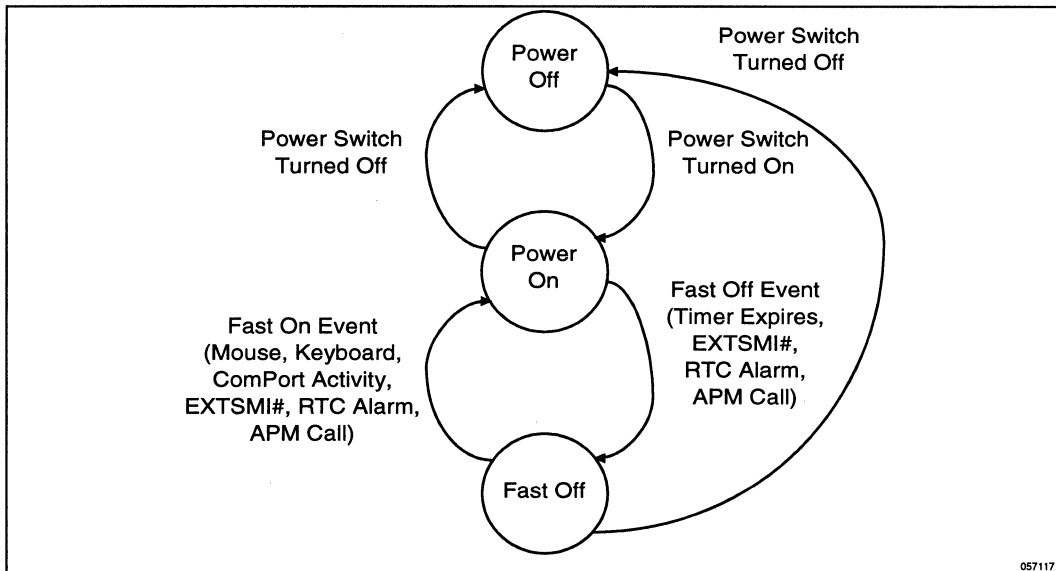 Power Switch
Turned Off
Power
Off
Power Switch
Turned Off
Power Switch
Turned On
Power
On
Fast Off Event
(Timer Expires,
EXTSMI#,
RTC Alarm,
APM Call)
Fast On Event
(Mouse, Keyboard,
ComPort Activity,
EXTSMI#, RTC Alarm,
APM Call)
Fast Off
057117